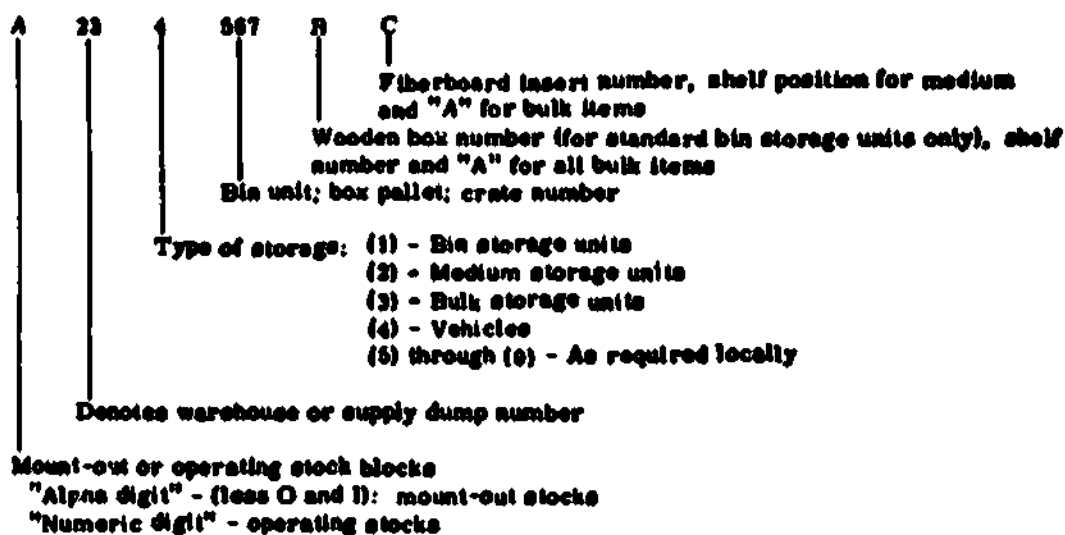 A 23 4 567 B C
Fiberboard insert number, shelf position for medium
and "A" for bulk items
Wooden box number (for standard bin storage units only), shelf
number and "A" for all bulk items
Bin unit; box pallet; crate number
Type of storage: (1) - Bin storage units
(2) - Medium storage units
(3) - Bulk storage units
(4) - Vehicles
(5) through (9) - As required locally
Denotes warehouse or supply dump number
Mount-out or operating stock blocks
"Alpha digit" - (less O and I): mount-out stocks
"Numeric digit" - operating stocks